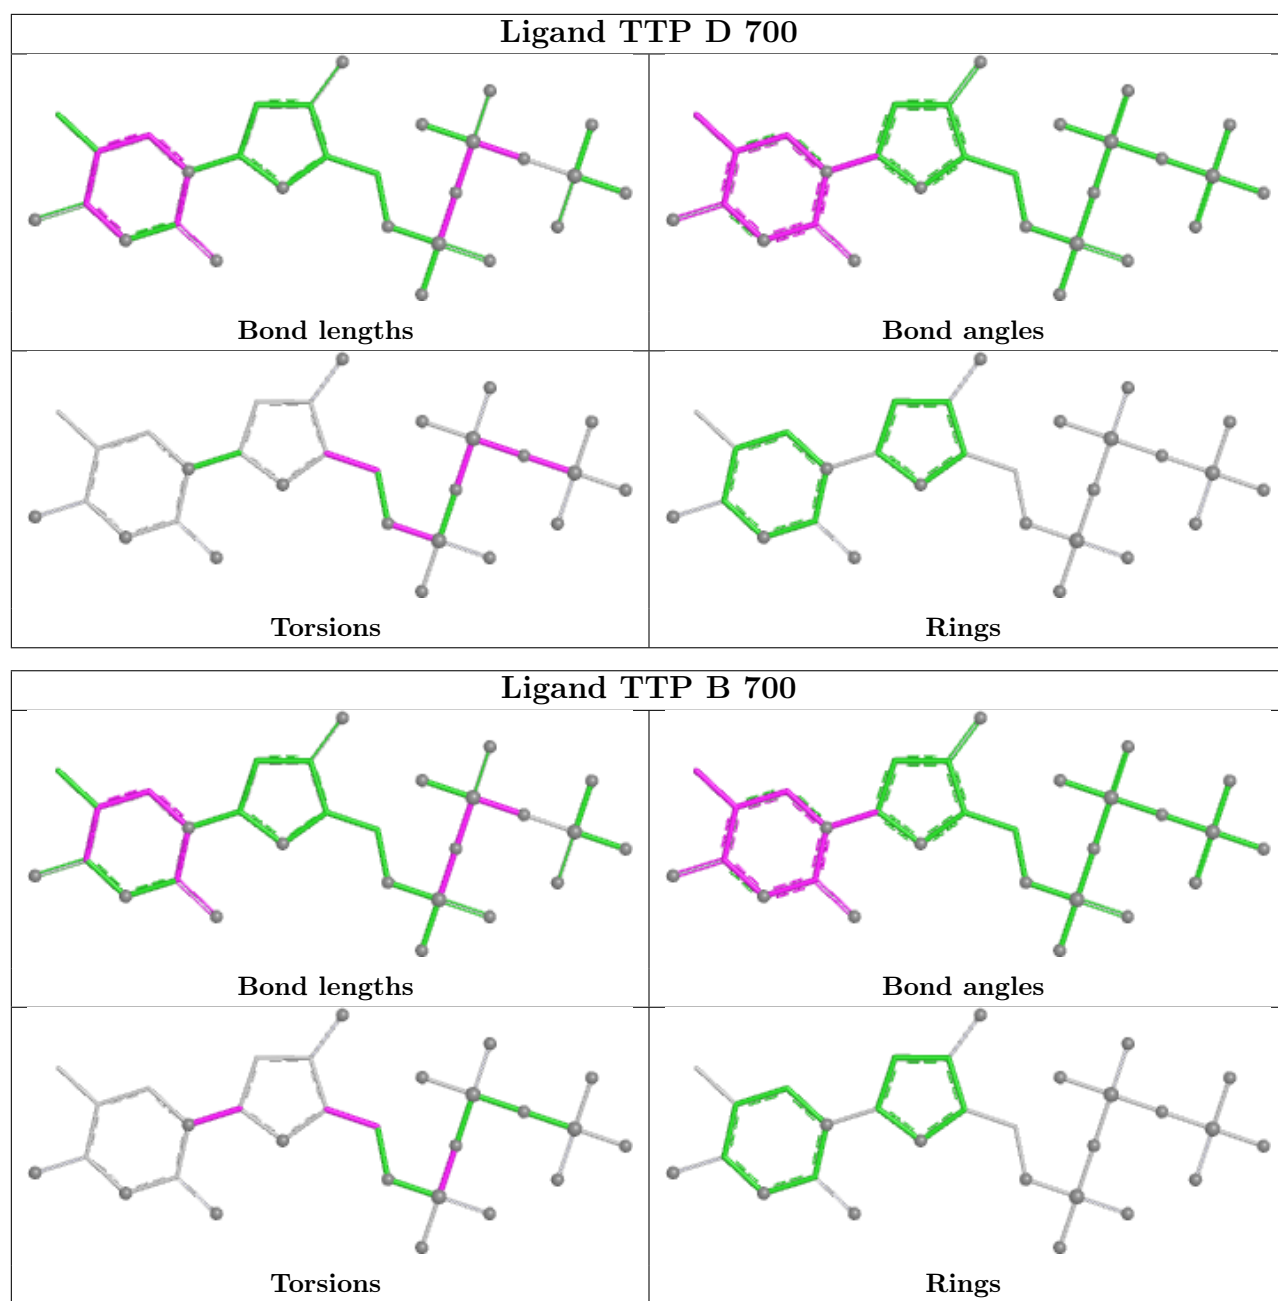 Ligand TTP D 700
Bond lengths
Bond angles
Torsions
Rings
Ligand TTP B 700
Bond lengths
Bond angles
Torsions
Rings